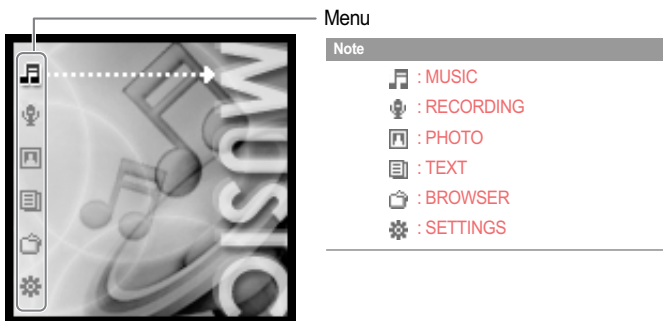 Menu
MUSIC
Note
: MUSIC
: RECORDING
: PHOTO
: TEXT
: BROWSER
: SETTINGS